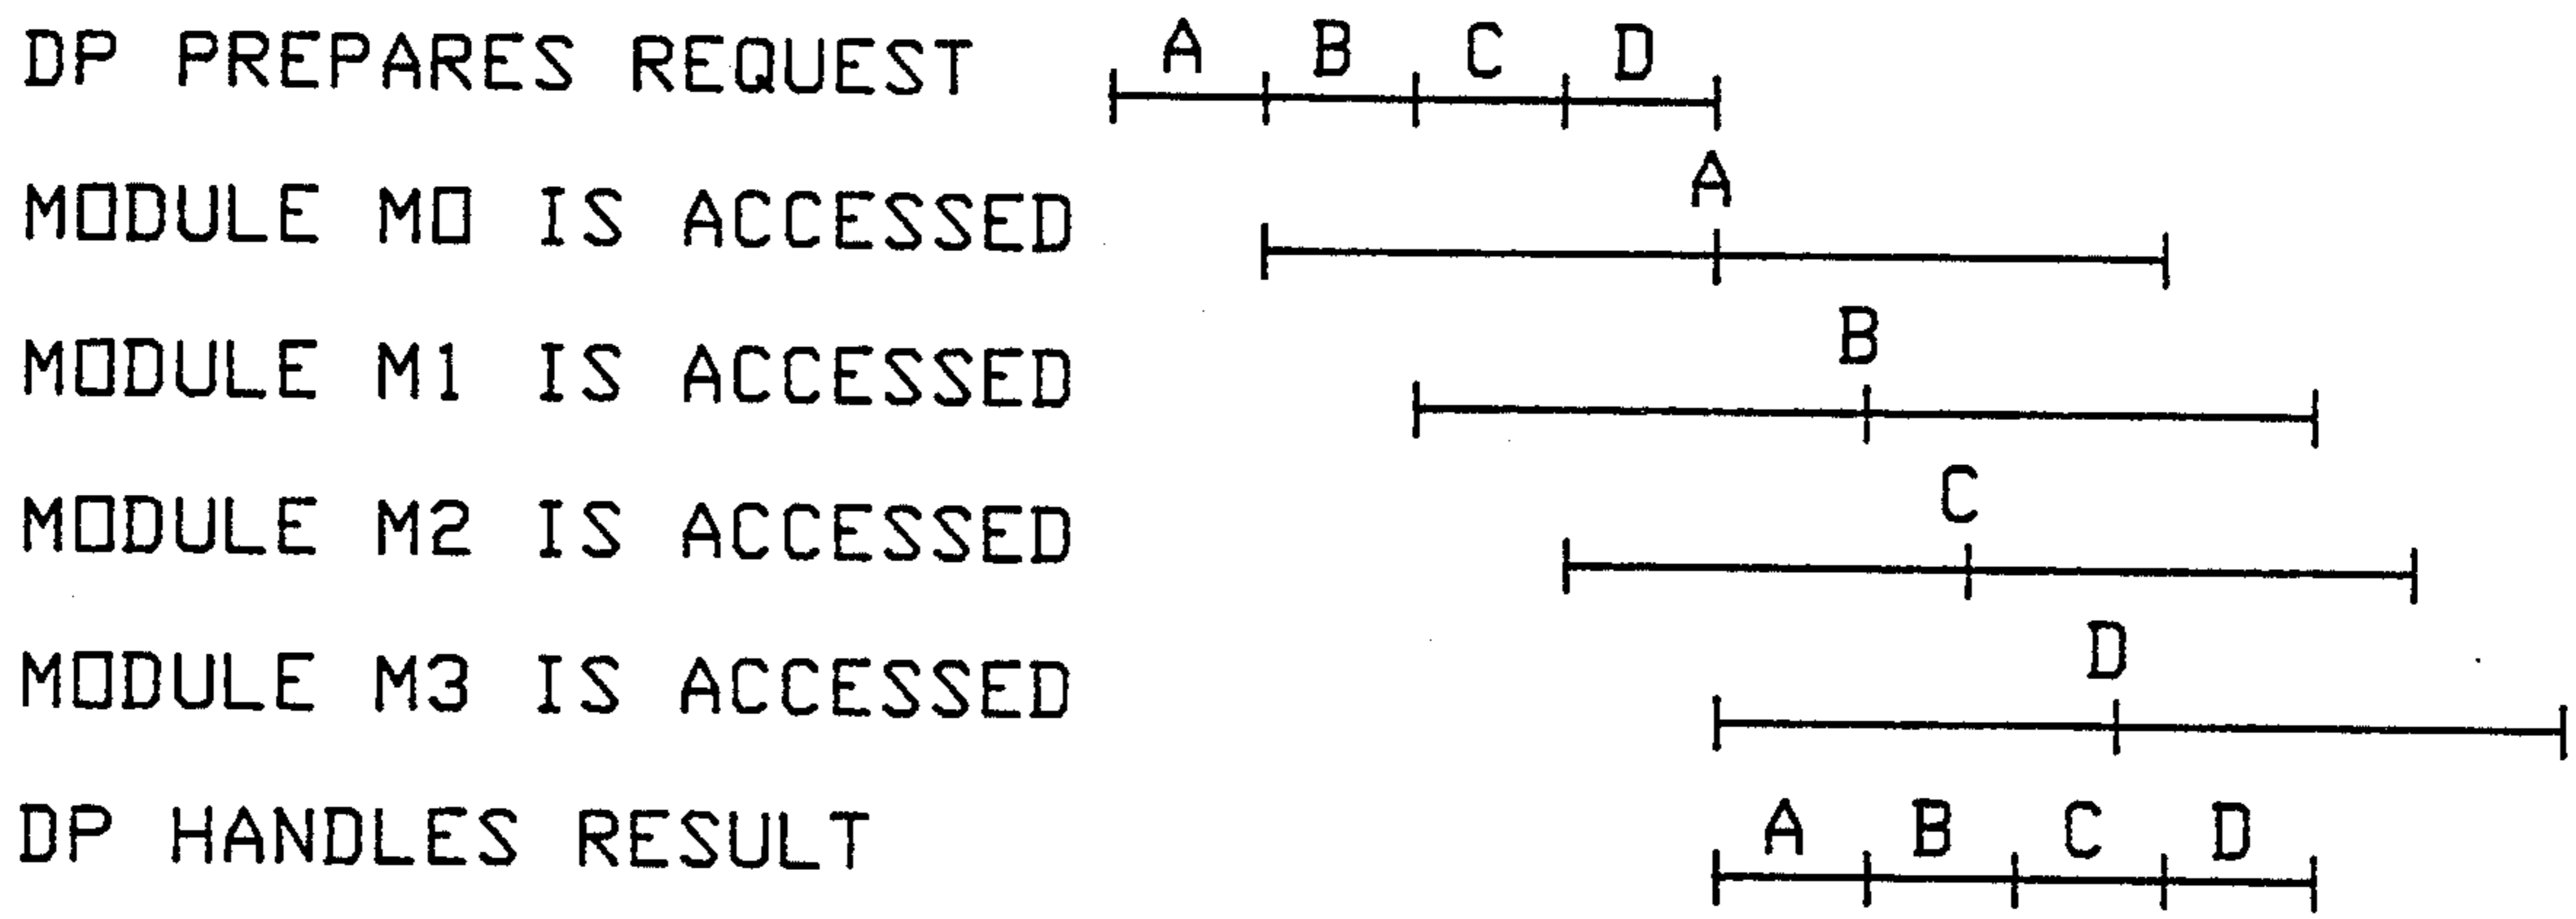 DP PREPARES REQUEST A B C D
MODULE M0 IS ACCESSED A
MODULE M1 IS ACCESSED B
MODULE M2 IS ACCESSED C
MODULE M3 IS ACCESSED D
DP HANDLES RESULT A B C D